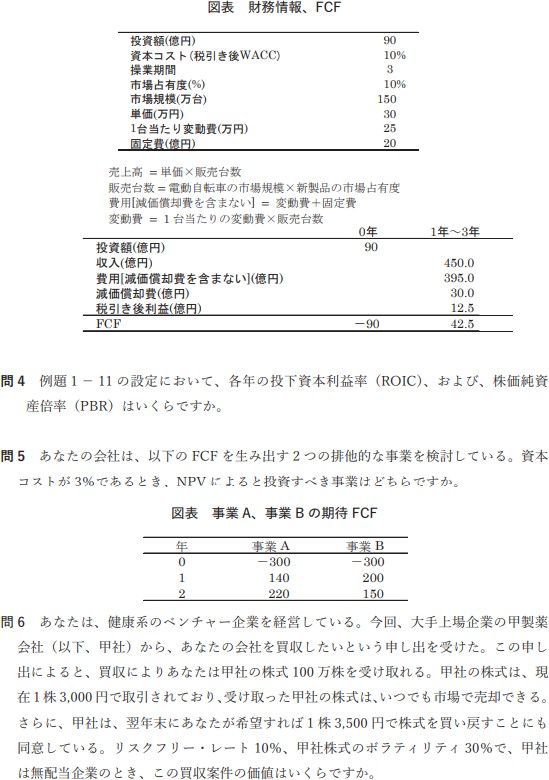 図表　財務情報、FCF
投資額(億円)　90
資本コスト(税引き後WACC)　10%
操業期間　3
市場占有度(%)　10%
市場規模(万台)　150
単価(万円)　30
1台当たり変動費(万円)　25
固定費(億円)　20
売上高 ＝単価×販売台数
販売台数＝電動自転車の市場規模×新製品の市場占有度
費用[減価償却費を含まない] ＝ 変動費＋固定費
変動費 ＝ 1台当たりの変動費×販売台数
0年　1年～3年
投資額(億円)　90
収入(億円)　450.0
費用[減価償却費を含まない](億円)　395.0
減価償却費(億円)　30.0
税引き後利益(億円)　12.5
FCF　－90　42.5
問4　例題1－11の設定において、各年の投下資本利益率（ROIC）、および、株価純資
産倍率（PBR）はいくらですか。
問5　あなたの会社は、以下のFCFを生み出す2つの排他的な事業を検討している。資本
コストが3%であるとき、NPVによると投資すべき事業はどちらですか。
図表　事業A、事業Bの期待FCF
年　事業A　事業B
0　－300　－300
1　140　200
2　220　150
問6　あなたは、健康系のベンチャー企業を経営している。今回、大手上場企業の甲製薬
会社（以下、甲社）から、あなたの会社を買収したいという申し出を受けた。この申し
出によると、買収によりあなたは甲社の株式100万株を受け取れる。甲社の株式は、現
在1株3,000円で取引されており、受け取った甲社の株式は、いつでも市場で売却できる。
さらに、甲社は、翌年末にあなたが希望すれば1株3,500円で株式を買い戻すことにも
同意している。リスクフリー・レート10%、甲社株式のボラティリティ30%で、甲社
は無配当企業のとき、この買収案件の価値はいくらですか。